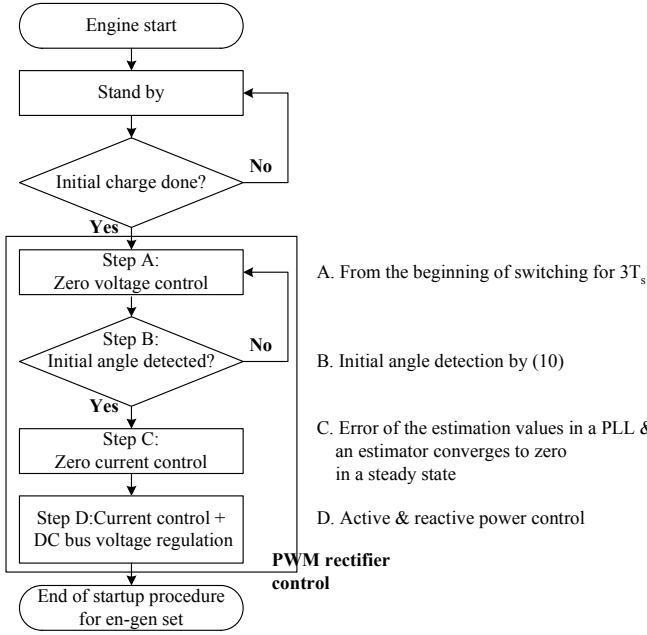 Engine start
Stand by
No
Initial charge done?
Yes
Step A:
Zero voltage control
A. From the beginning of switching for 3Ts
Step B:
Initial angle detected?
No
B. Initial angle detection by (10)
Yes
Step C:
Zero current control
C. Error of the estimation values in a PLL &
an estimator converges to zero
in a steady state
Step D:Current control +
DC bus voltage regulation
D. Active & reactive power control
PWM rectifier
control
End of startup procedure
for en-gen set